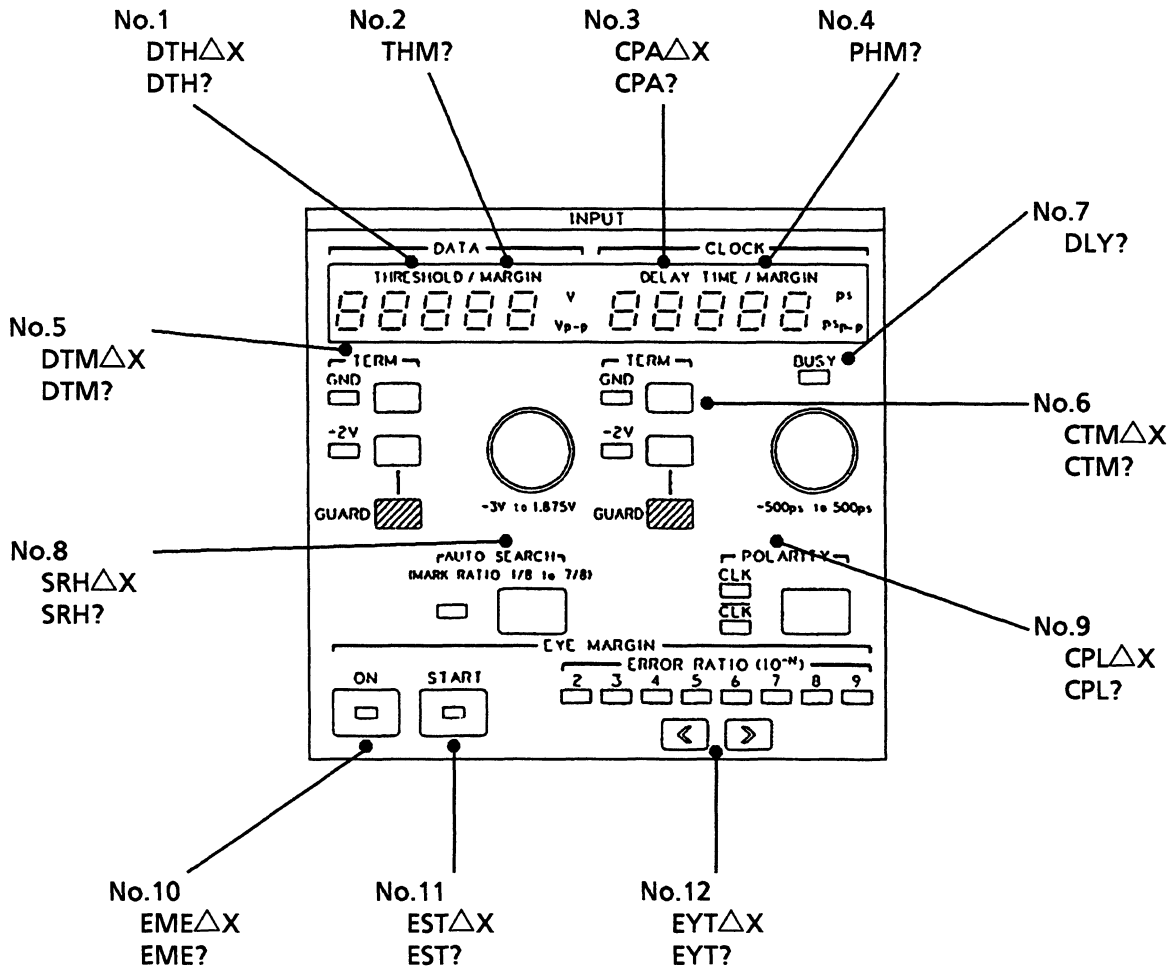 No.1
DTH△X
DTH?
No.2
THM?
No.3
CPA△X
CPA?
No.4
PHM?
No.7
DLY?
No.5
DTM△X
DTM?
No.6
CTM△X
CTM?
No.8
SRH△X
SRH?
No.9
CPL△X
CPL?
INPUT
DATA
CLOCK
THRESHOLD / MARGIN
DELAY TIME / MARGIN
88888
V
Vp-p
88888
ps
psp-p
TERM
GND
-2V
GUARD
-3V to 1.875V
TERM
GND
-2V
GUARD
BUSY
-500ps to 500ps
AUTO SEARCH
(MARK RATIO 1/8 to 7/8)
POLARITY
CLK
C̅L̅K̅
EYE MARGIN
ON
START
ERROR RATIO (10⁻ᴺ)
2 3 4 5 6 7 8 9
≪ ≫
No.10
EME△X
EME?
No.11
EST△X
EST?
No.12
EYT△X
EYT?